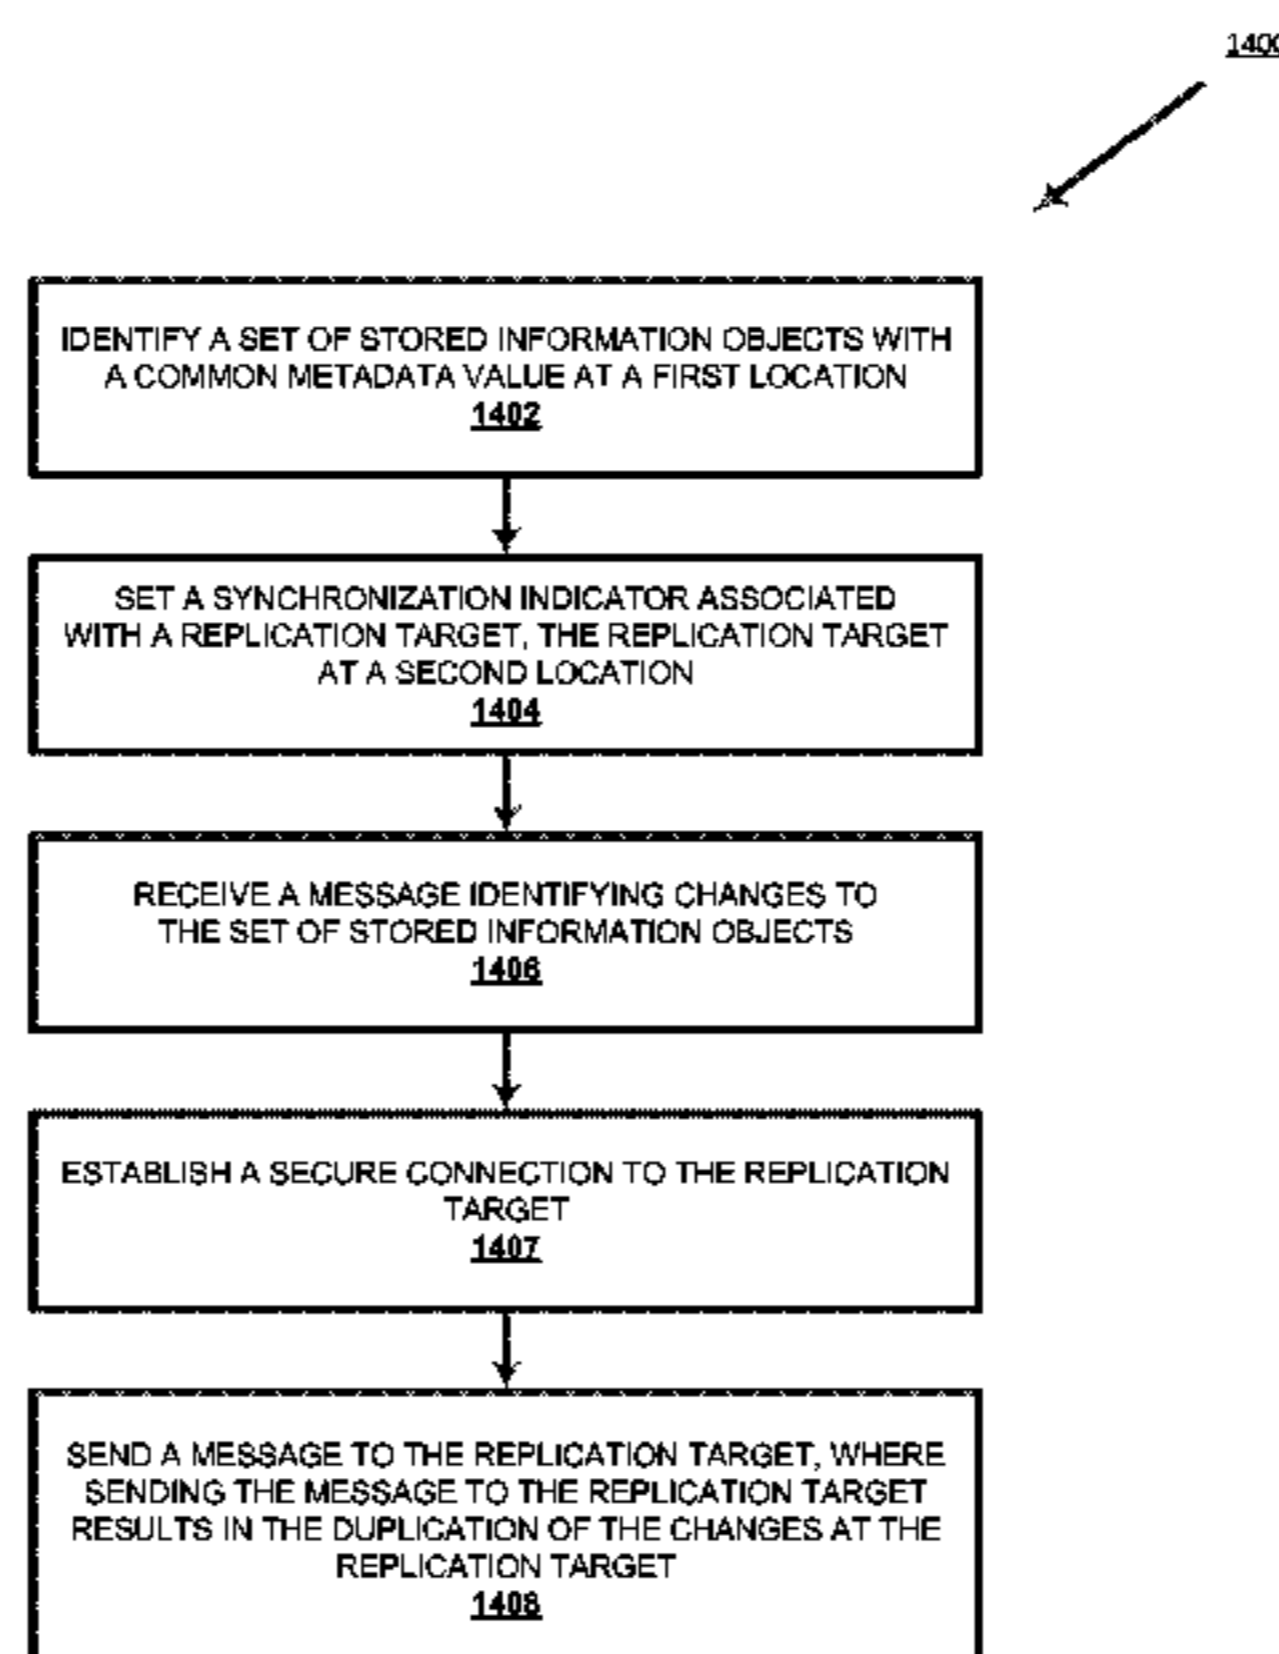 1400
IDENTIFY A SET OF STORED INFORMATION OBJECTS WITH
A COMMON METADATA VALUE AT A FIRST LOCATION
1402
SET A SYNCHRONIZATION INDICATOR ASSOCIATED
WITH A REPLICATION TARGET, THE REPLICATION TARGET
AT A SECOND LOCATION
1404
RECEIVE A MESSAGE IDENTIFYING CHANGES TO
THE SET OF STORED INFORMATION OBJECTS
1406
ESTABLISH A SECURE CONNECTION TO THE REPLICATION
TARGET
1407
SEND A MESSAGE TO THE REPLICATION TARGET, WHERE
SENDING THE MESSAGE TO THE REPLICATION TARGET
RESULTS IN THE DUPLICATION OF THE CHANGES AT THE
REPLICATION TARGET
1408